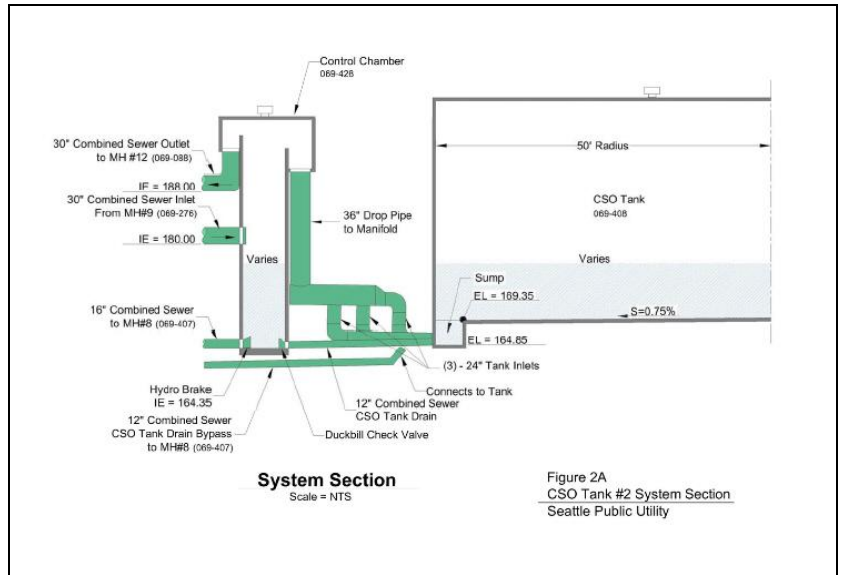 Control Chamber
069-428
30" Combined Sewer Outlet
to MH #12 (069-088)
IE = 188.00
30" Combined Sewer Inlet
From MH#9 (069-276)
IE = 180.00
Varies
36" Drop Pipe
to Manifold
50' Radius
CSO Tank
069-408
Varies
Sump
EL = 169.35
S=0.75%
16" Combined Sewer
to MH#8 (069-407)
EL = 164.85
(3) - 24" Tank Inlets
Connects to Tank
Hydro Brake
IE = 164.35
12" Combined Sewer
CSO Tank Drain
12" Combined Sewer
CSO Tank Drain Bypass
to MH#8 (069-407)
Duckbill Check Valve
System Section
Scale = NTS
Figure 2A
CSO Tank #2 System Section
Seattle Public Utility